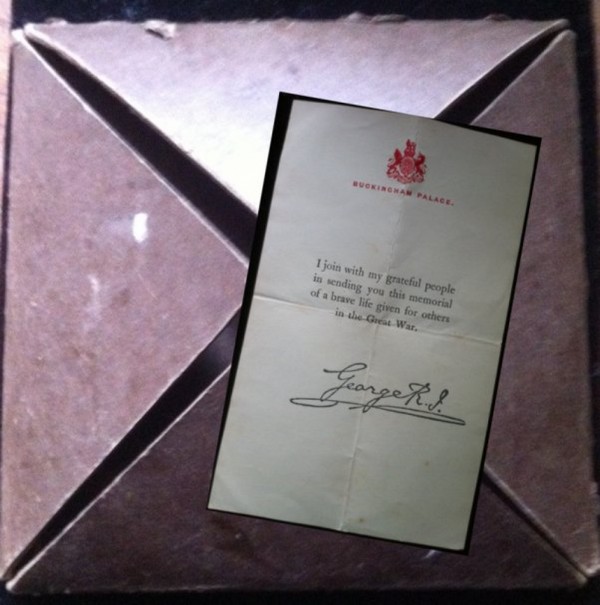 BUCKINGHAM PALACE.
I join with my grateful people
in sending you this memorial
of a brave life given for others
in the Great War.
George R.I.